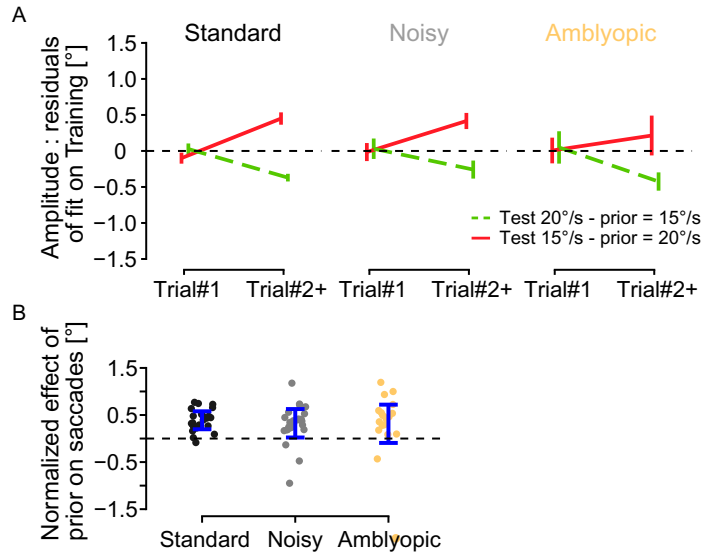 A
Standard
Noisy
Amblyopic
Amplitude : residuals
of fit on Training [°]
1.5
1.0
0.5
0
−0.5
−1.0
−1.5
Test 20°/s - prior = 15°/s
Test 15°/s - prior = 20°/s
Trial#1
Trial#2+
Trial#1
Trial#2+
Trial#1
Trial#2+
B
Normalized effect of
prior on saccades [°]
1.5
0.5
−0.5
−1.5
Standard
Noisy
Amblyopic